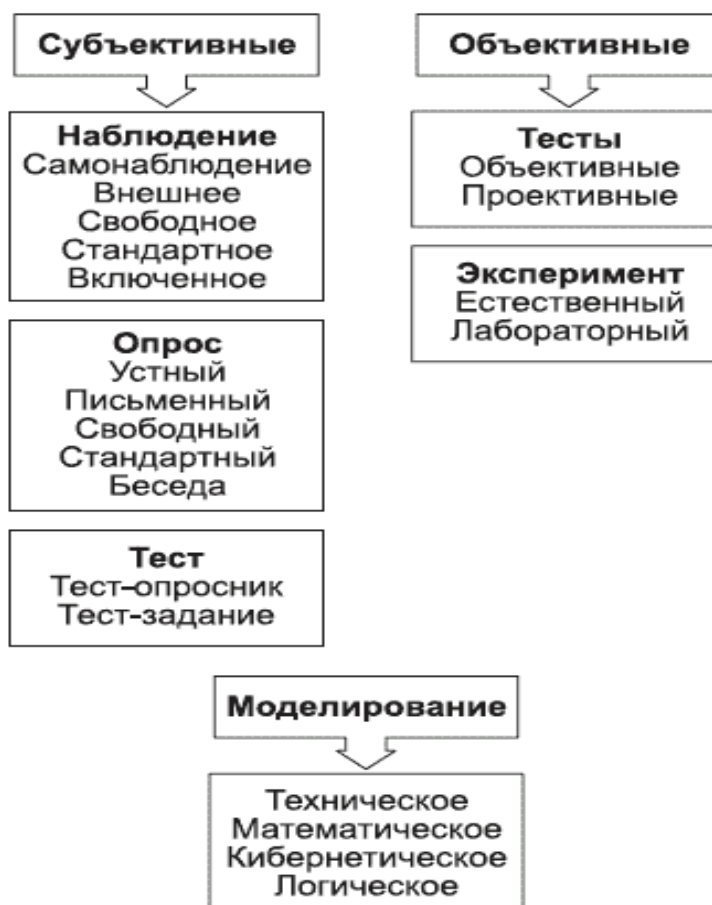 Субъективные
Наблюдение
Самонаблюдение
Внешнее
Свободное
Стандартное
Включенное
Опрос
Устный
Письменный
Свободный
Стандартный
Беседа
Тест
Тест–опросник
Тест-задание
Объективные
Тесты
Объективные
Проективные
Эксперимент
Естественный
Лабораторный
Моделирование
Техническое
Математическое
Кибернетическое
Логическое